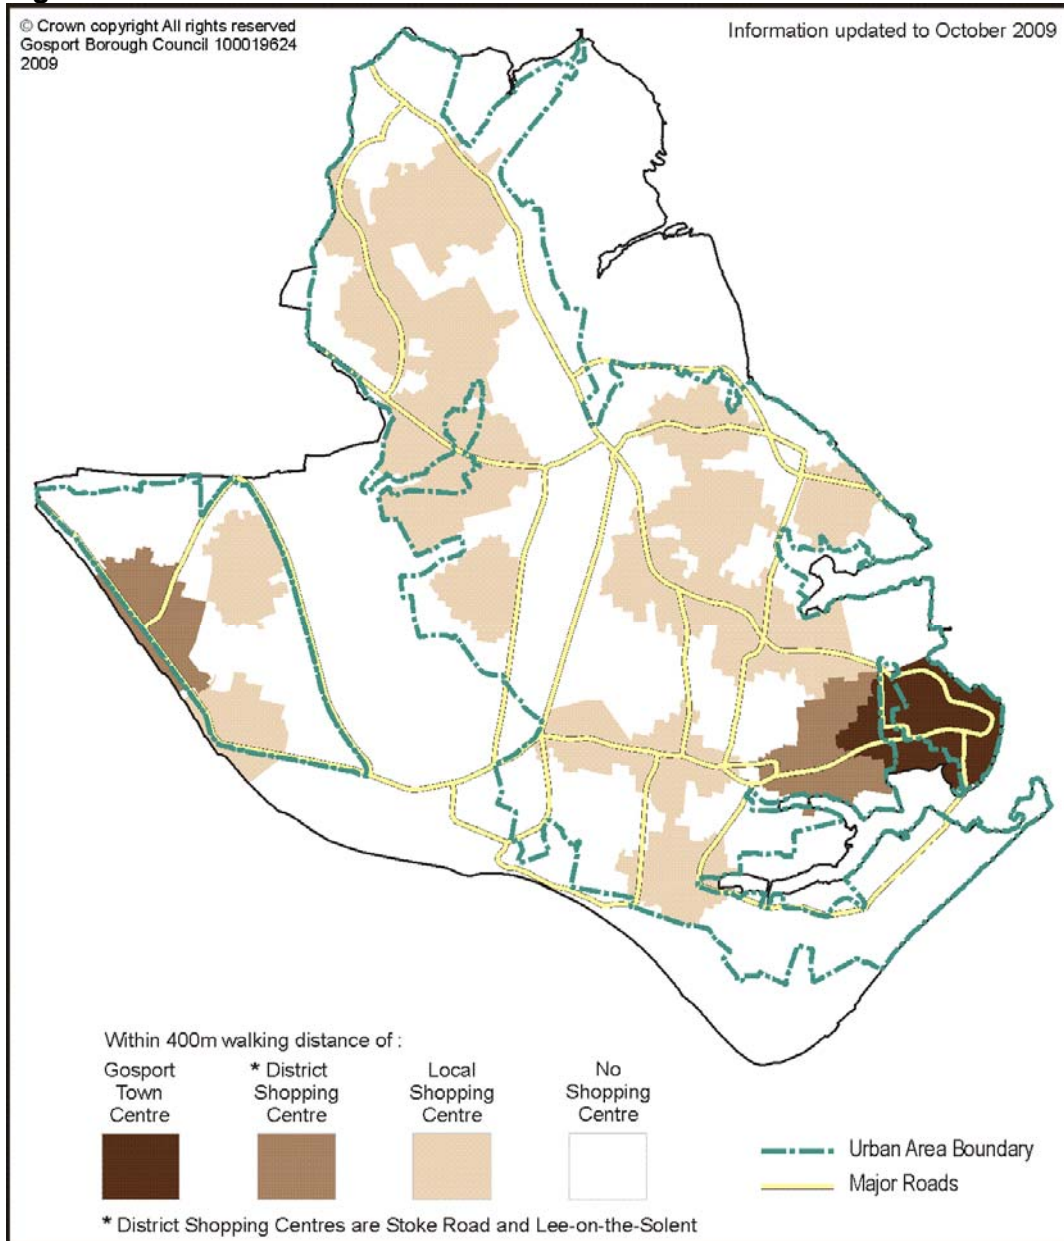 © Crown copyright All rights reserved
Gosport Borough Council 100019624
2009
Information updated to October 2009
Within 400m walking distance of :
Gosport
Town
Centre
* District
Shopping
Centre
Local
Shopping
Centre
No
Shopping
Centre
Urban Area Boundary
Major Roads
* District Shopping Centres are Stoke Road and Lee-on-the-Solent